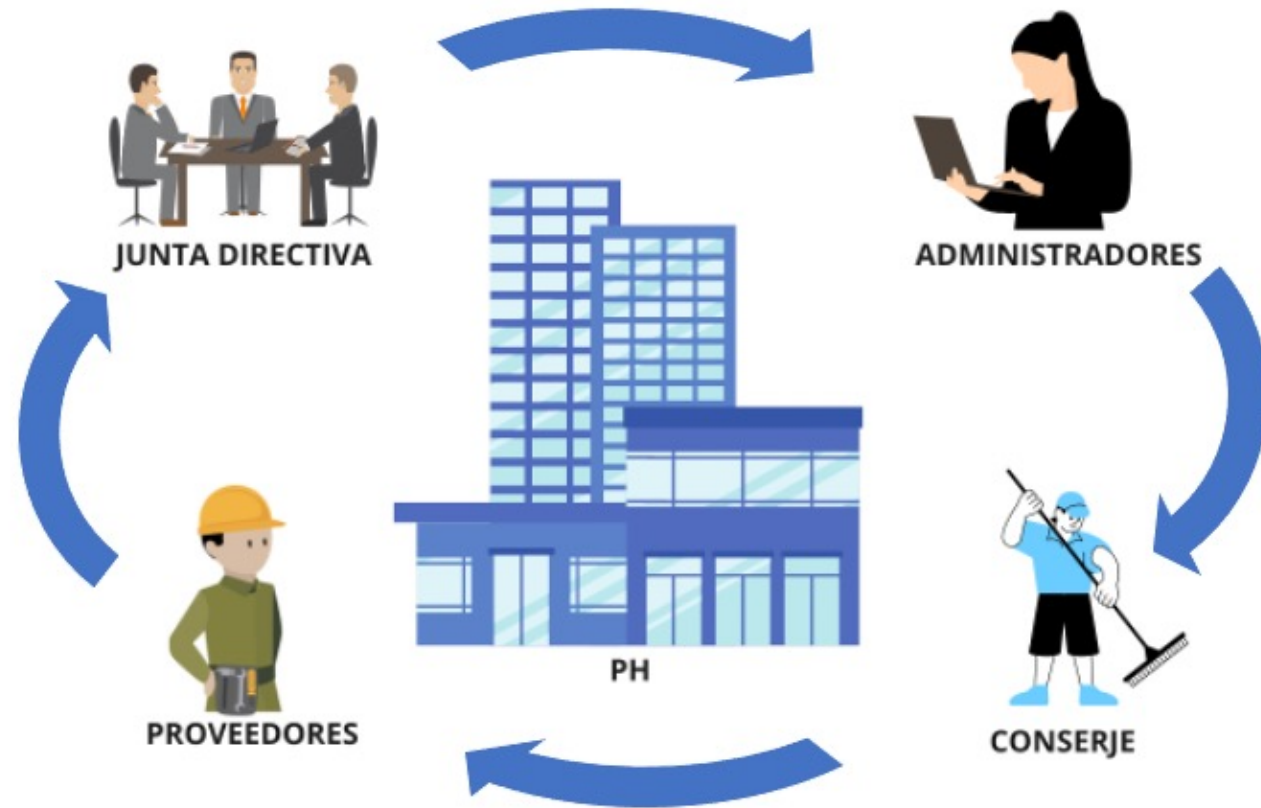 JUNTA DIRECTIVA
ADMINISTRADORES
PH
PROVEEDORES
CONSERJE